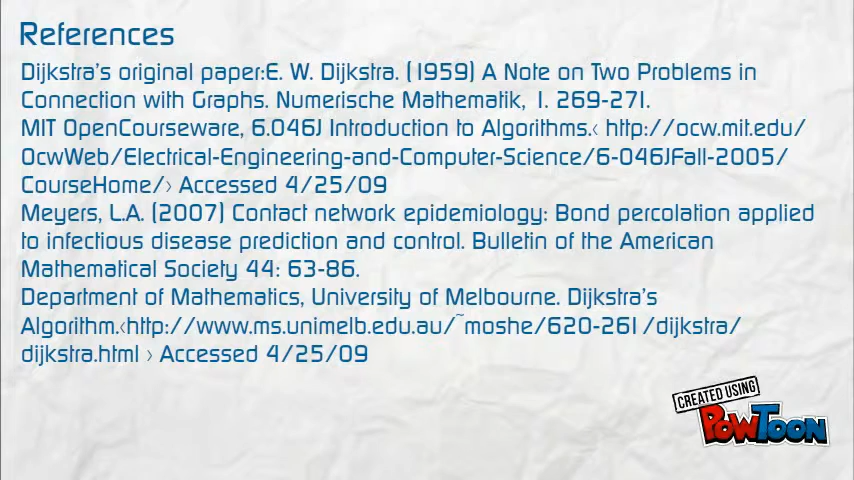 References
Dijkstra's original paper:E. W. Dijkstra. (1959) A Note on Two Problems in
Connection with Graphs. Numerische Mathematik, 1. 269-271.
MIT OpenCourseware, 6.046J Introduction to Algorithms.< http://ocw.mit.edu/
OcwWeb/Electrical-Engineering-and-Computer-Science/6-046JFall-2005/
CourseHome/> Accessed 4/25/09
Meyers, L.A. (2007) Contact network epidemiology: Bond percolation applied
to infectious disease prediction and control. Bulletin of the American
Mathematical Society 44: 63-86.
Department of Mathematics, University of Melbourne. Dijkstra's
Algorithm.<http://www.ms.unimelb.edu.au/~moshe/620-261/dijkstra/
dijkstra.html > Accessed 4/25/09
CREATED USING
POWTOON